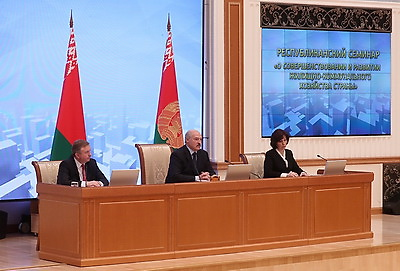 РЕСПУБЛИКАНСКИЙ СЕМИНАР
«О СОВЕРШЕНСТВОВАНИИ И РАЗВИТИИ
ЖИЛИЩНО-КОММУНАЛЬНОГО
ХОЗЯЙСТВА СТРАНЫ»